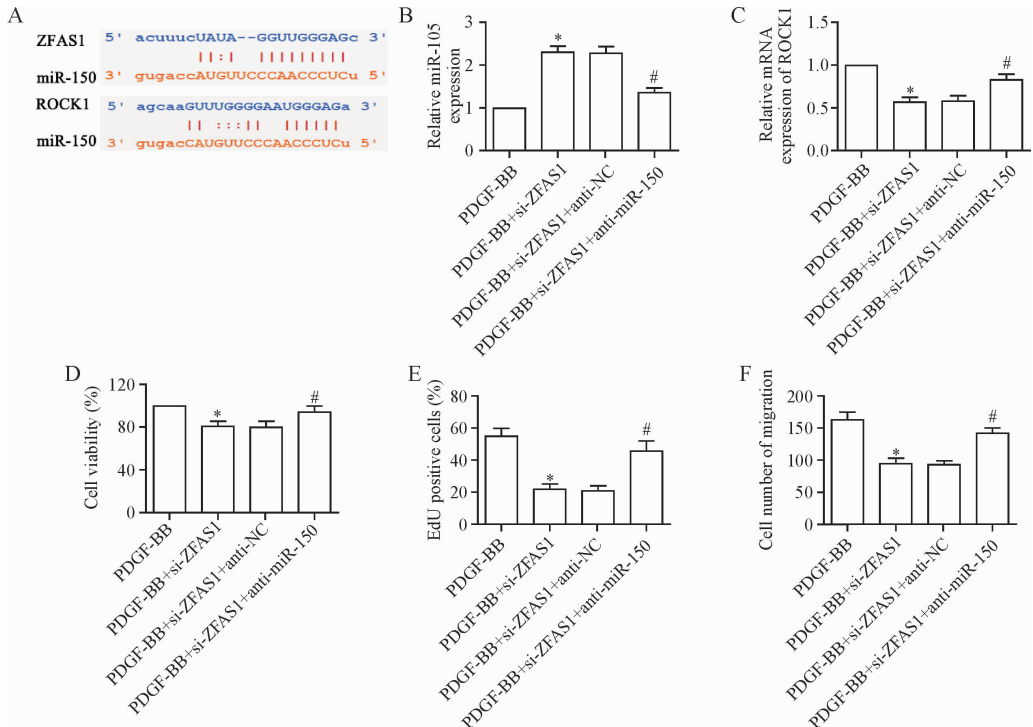 A
ZFAS1 5' acuuucUAUA--GGUUGGGAGc 3'
miR-150 3' gugaccAUGUUCCCAACCCUCu 5'
ROCK1 5' agcaaGUUUGGGGAAUGGGAGa 3'
miR-150 3' gugacCAUGUUCCCAACCCUCu 5'
B
Relative miR-105
expression
3
2
1
0
*
#
PDGF-BB
PDGF-BB+si-ZFAS1
PDGF-BB+si-ZFAS1+anti-NC
PDGF-BB+si-ZFAS1+anti-miR-150
C
Relative mRNA
expression of ROCK1
1.0
0.5
0.0
*
#
PDGF-BB
PDGF-BB+si-ZFAS1
PDGF-BB+si-ZFAS1+anti-NC
PDGF-BB+si-ZFAS1+anti-miR-150
D
Cell viability (%)
120
80
40
0
*
#
PDGF-BB
PDGF-BB+si-ZFAS1
PDGF-BB+si-ZFAS1+anti-NC
PDGF-BB+si-ZFAS1+anti-miR-150
E
EdU positive cells (%)
80
60
40
20
0
*
#
PDGF-BB
PDGF-BB+si-ZFAS1
PDGF-BB+si-ZFAS1+anti-NC
PDGF-BB+si-ZFAS1+anti-miR-150
F
Cell number of migration
200
150
100
50
0
*
#
PDGF-BB
PDGF-BB+si-ZFAS1
PDGF-BB+si-ZFAS1+anti-NC
PDGF-BB+si-ZFAS1+anti-miR-150